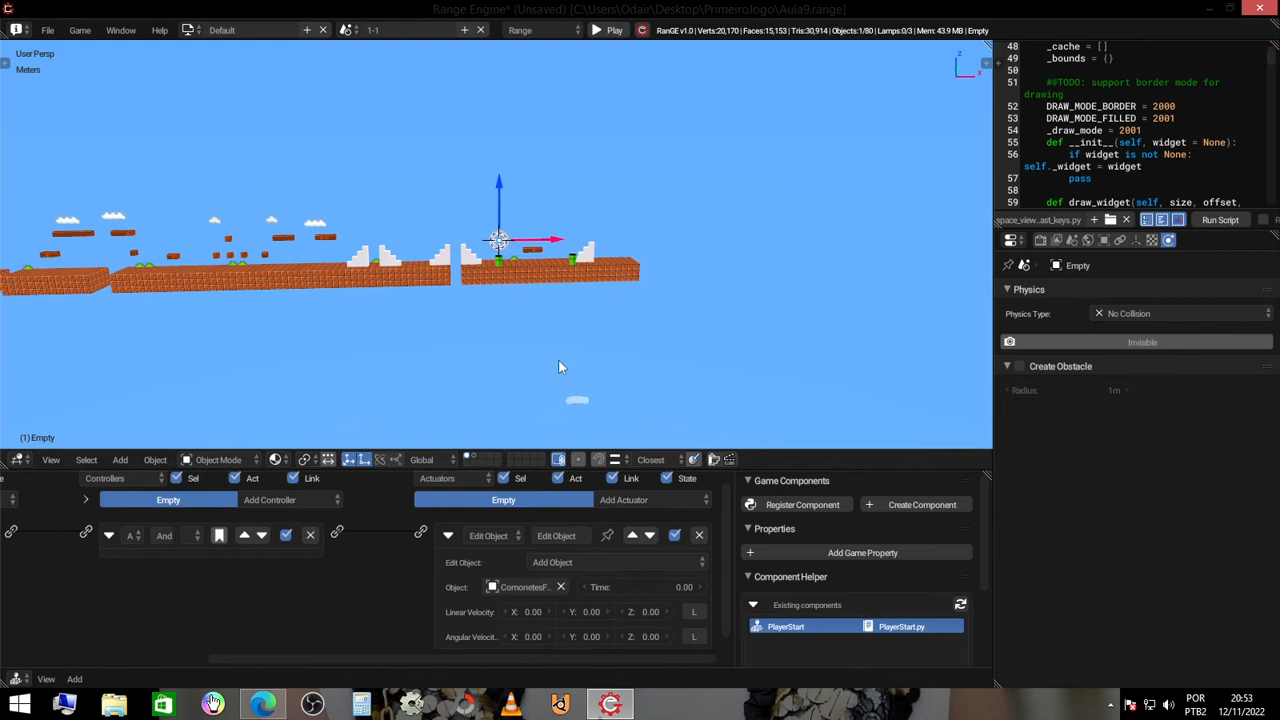 Range Engine* (Unsaved) [C:\Users\Odair\Desktop\PrimeiroJogo\Aula9.range]
File Game Window Help Default 1-1 Range Play RanGE v1.0 | Verts:20,170 | Faces:15,153 | Tris:30,914 | Objects:1/80 | Lamps:0/3 | Mem: 43.9 MB | Empty
User Persp
Meters
z
x
(1) Empty
48 _cache = []
49 _bounds = {}
50
51 ##TODO: support border mode for
drawing
52 DRAW_MODE_BORDER = 2000
53 DRAW_MODE_FILLED = 2001
54 _draw_mode = 2001
55 def __init__(self, widget = None):
56 if widget is not None:
self._widget = widget
57 pass
58
59 def draw_widget(self, size, offset,
space_view...ast_keys.py Run Script
Empty
Physics
Physics Type: No Collision
Invisible
Create Obstacle
Radius: 1m
View Select Add Object Object Mode Global Closest
Controllers Sel Act Link Actuators Sel Act Link State
Empty Add Controller Empty Add Actuator
A And Edit Object Edit Object
Edit Object: Add Object
Object: ComonetesF.. Time: 0.00
Linear Velocity: X: 0.00 Y: 0.00 Z: 0.00 L
Angular Velocit.. X: 0.00 Y: 0.00 Z: 0.00 L
Game Components
Register Component Create Component
Properties
Add Game Property
Component Helper
Existing components
PlayerStart PlayerStart.py
View Add
POR
PTB2
20:53
12/11/2022